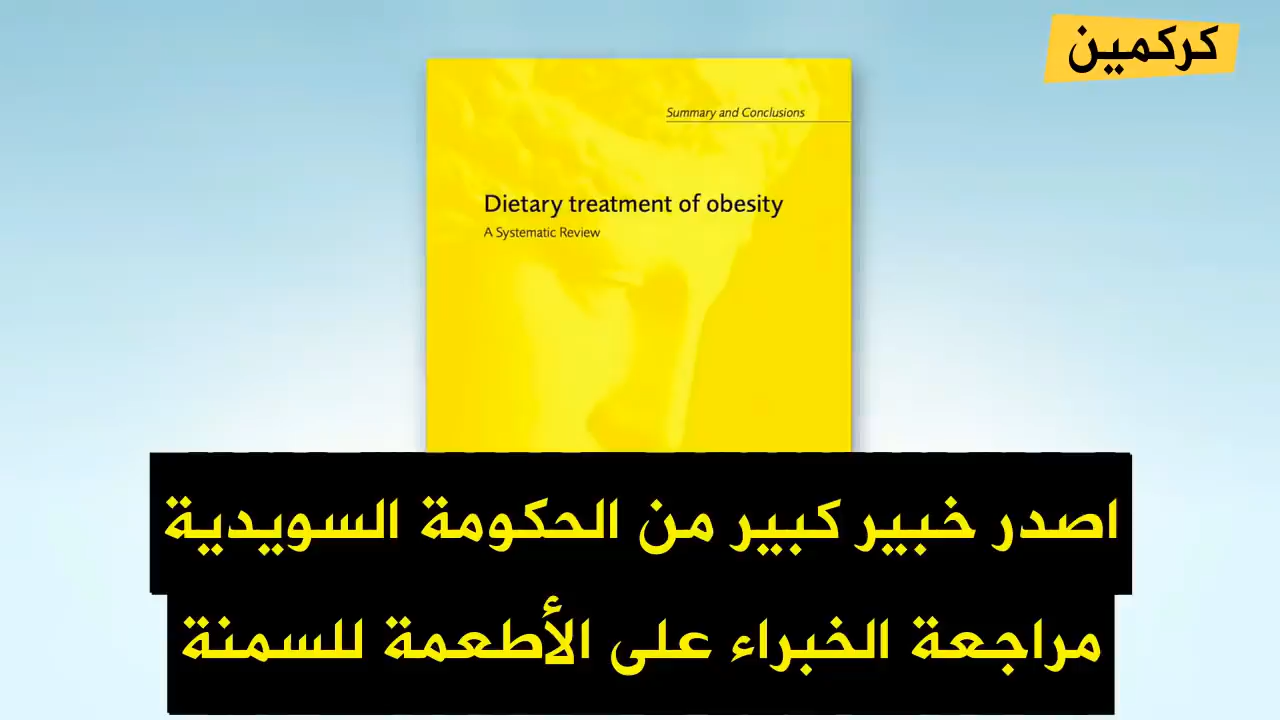 كركمين
Summary and Conclusions
Dietary treatment of obesity
A Systematic Review
اصدر خبير كبير من الحكومة السويدية
مراجعة الخبراء على الأطعمة للسمنة